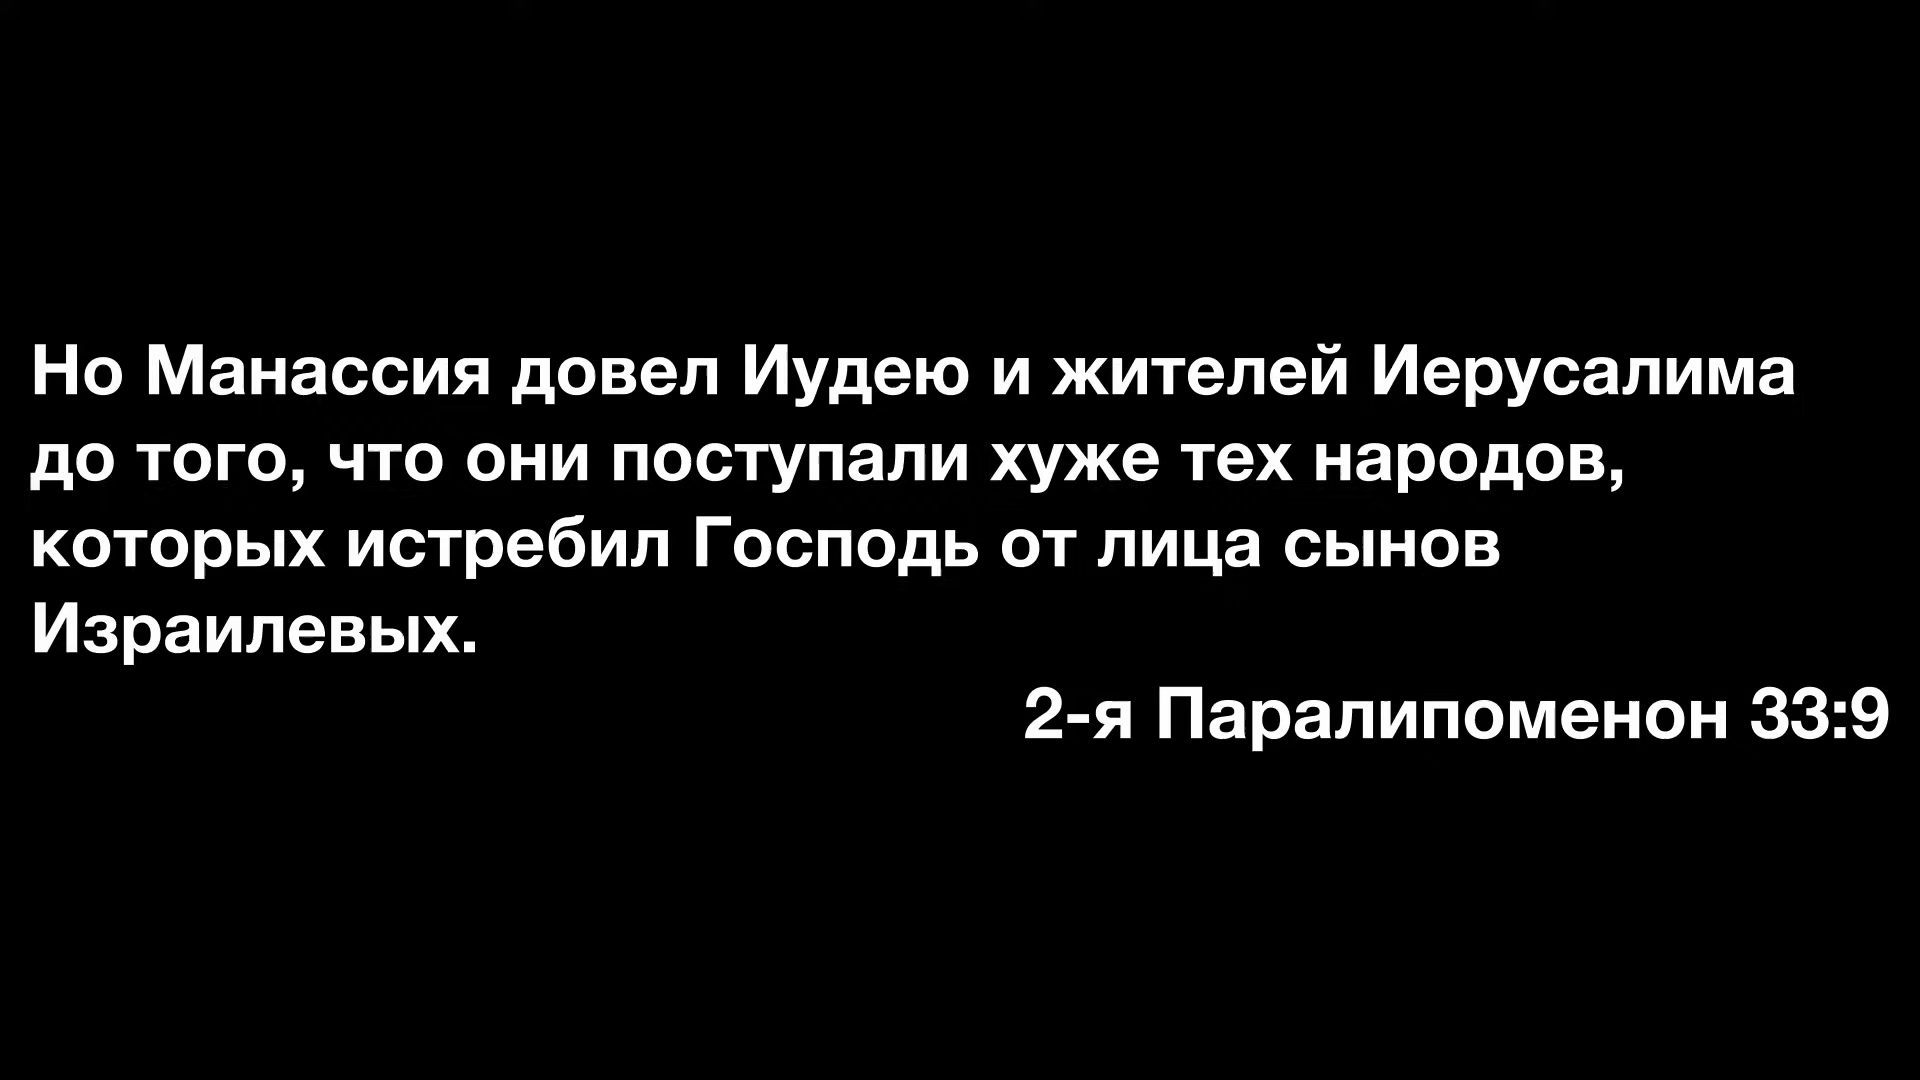 Но Манассия довел Иудею и жителей Иерусалима
до того, что они поступали хуже тех народов,
которых истребил Господь от лица сынов
Израилевых.
2-я Паралипоменон 33:9